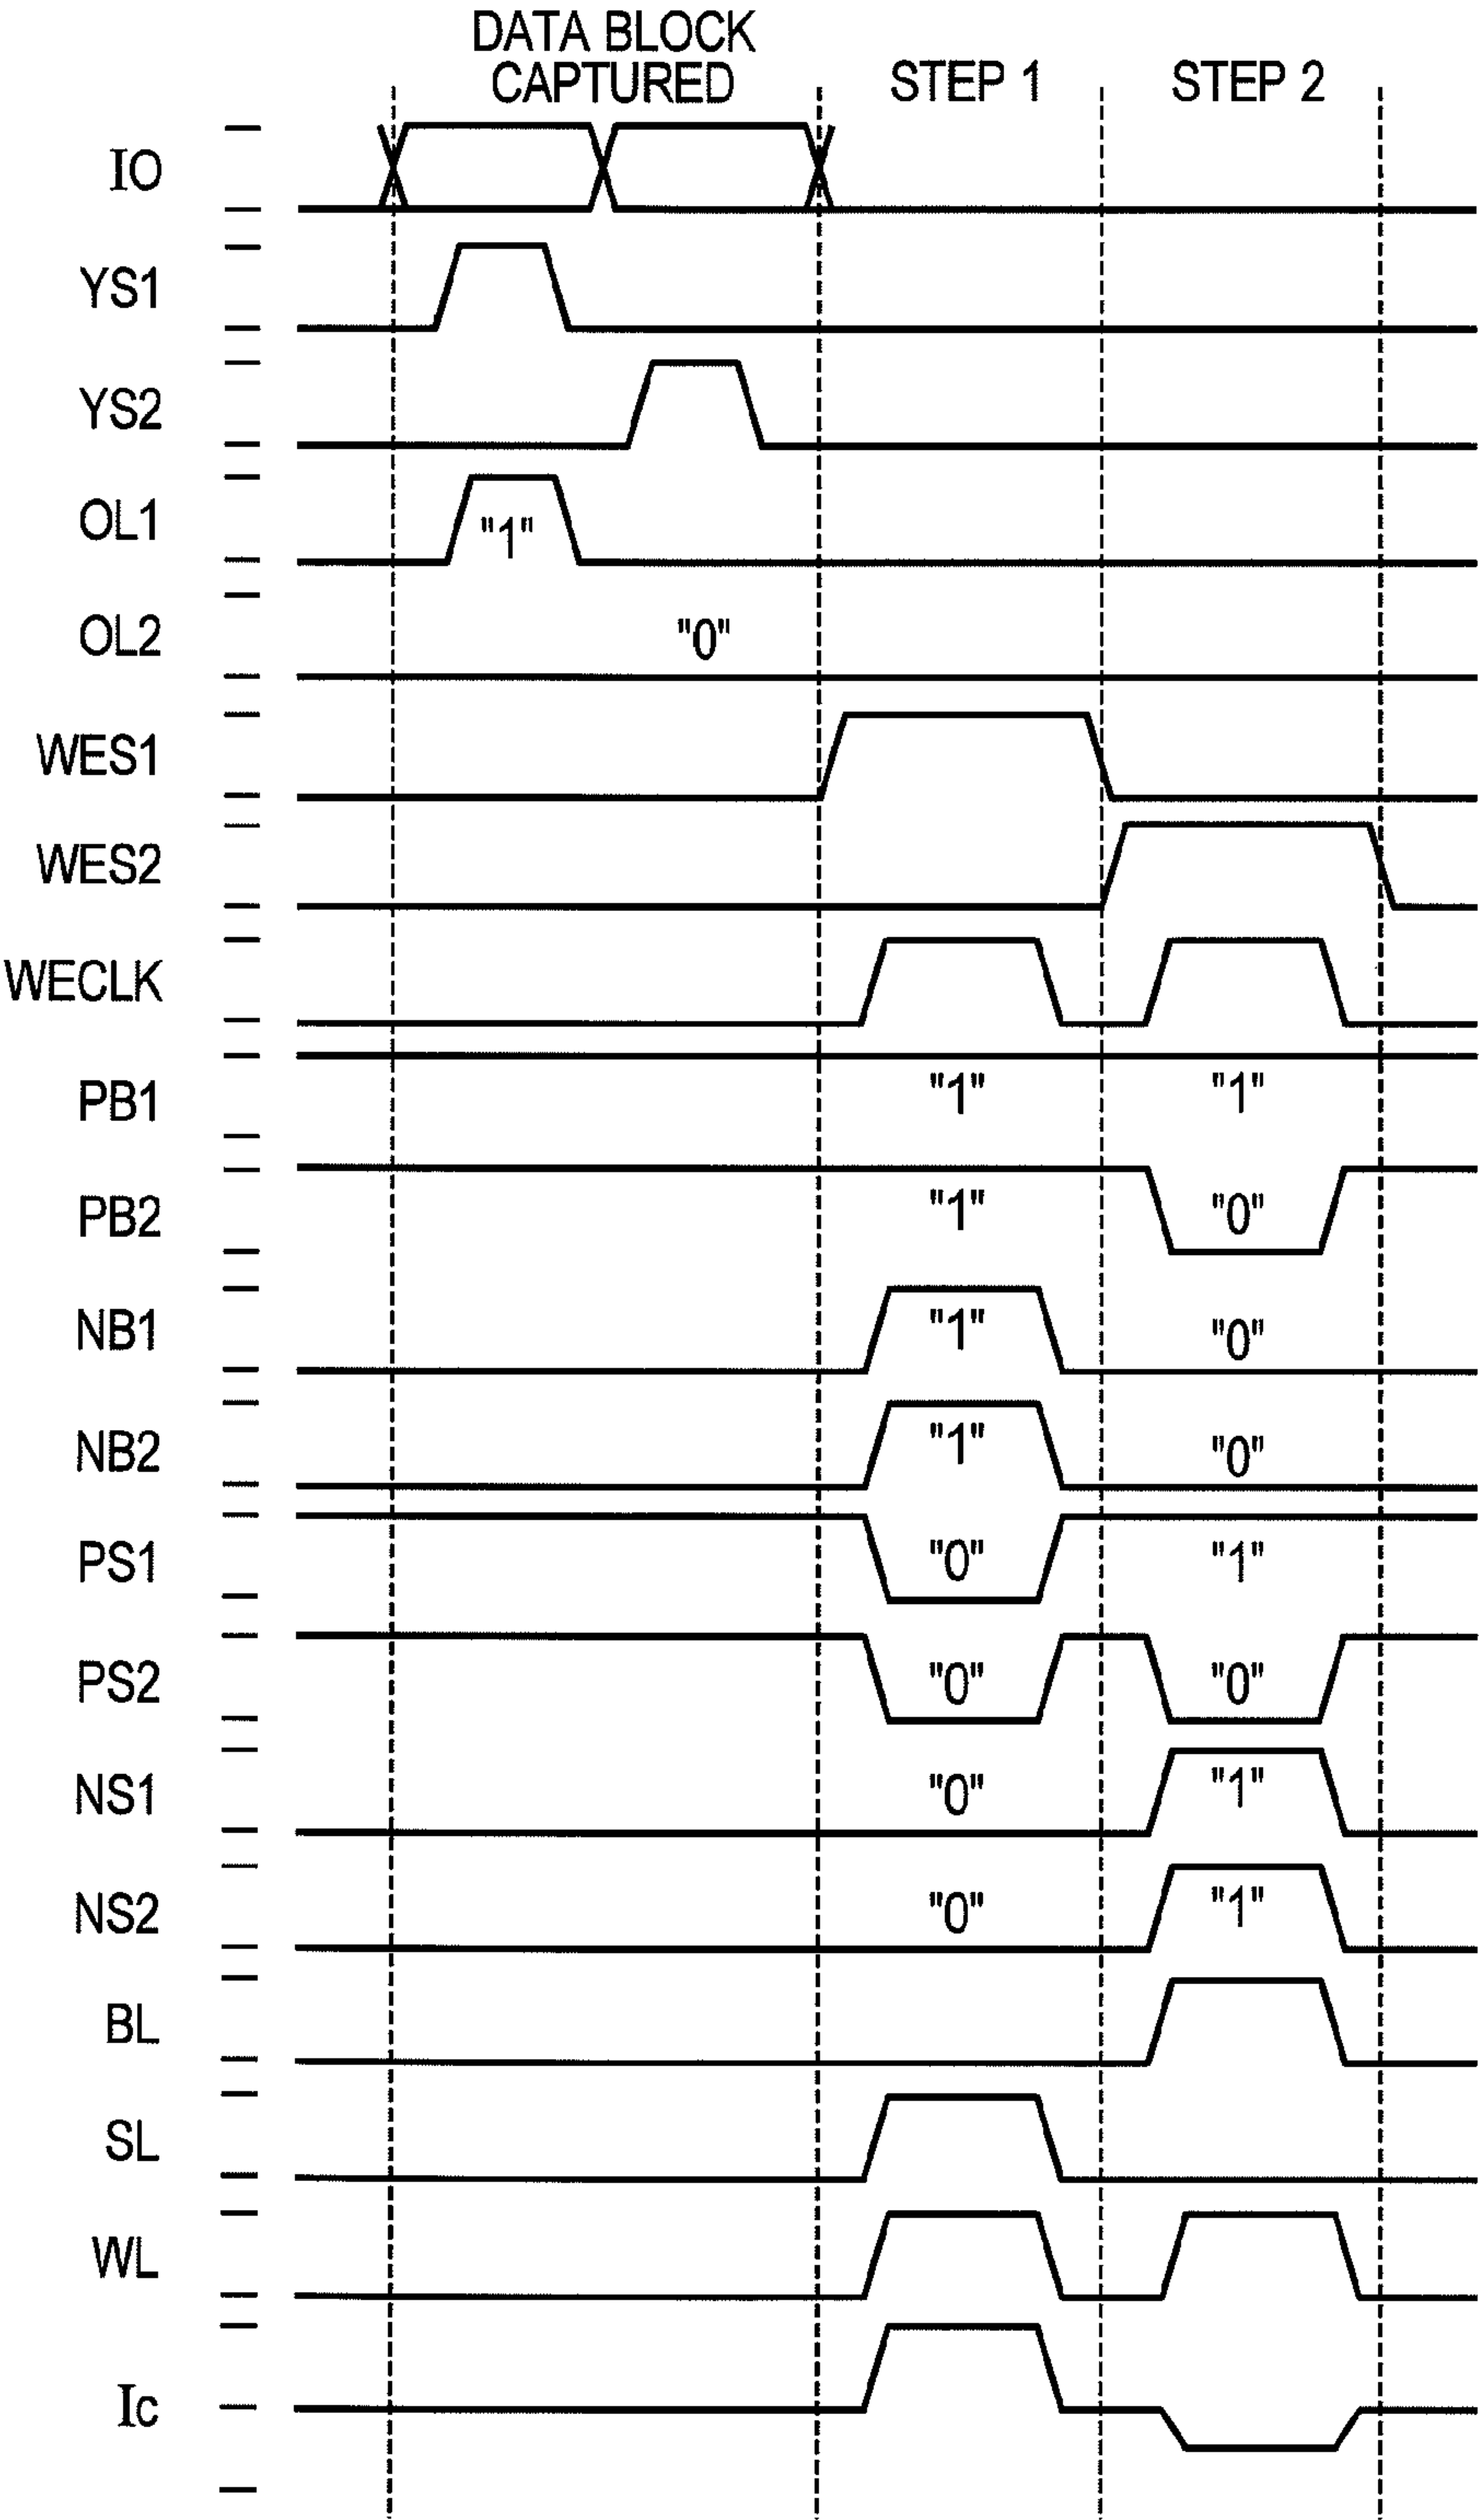 DATA BLOCK
CAPTURED STEP 1 STEP 2
IO
YS1
YS2
OL1 "1"
OL2 "0"
WES1
WES2
WECLK
PB1 "1" "1"
PB2 "1" "0"
NB1 "1" "0"
NB2 "1" "0"
PS1 "0" "1"
PS2 "0" "0"
NS1 "0" "1"
NS2 "0" "1"
BL
SL
WL
Ic